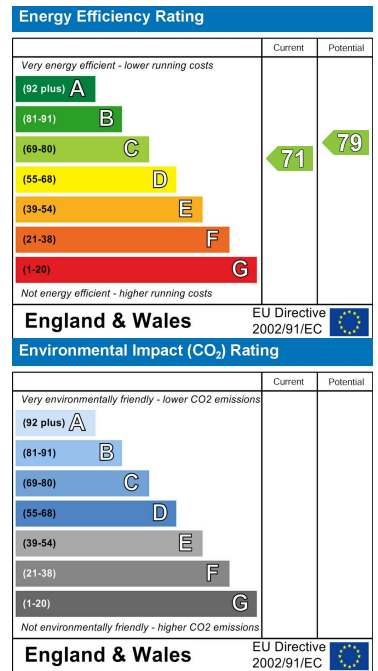 Energy Efficiency Rating
Current Potential
Very energy efficient - lower running costs
(92 plus) A
(81-91) B
(69-80) C
(55-68) D
(39-54) E
(21-38) F
(1-20) G
71
79
Not energy efficient - higher running costs
England & Wales
EU Directive
2002/91/EC
Environmental Impact (CO₂) Rating
Current Potential
Very environmentally friendly - lower CO2 emissions
(92 plus) A
(81-91) B
(69-80) C
(55-68) D
(39-54) E
(21-38) F
(1-20) G
Not environmentally friendly - higher CO2 emissions
England & Wales
EU Directive
2002/91/EC